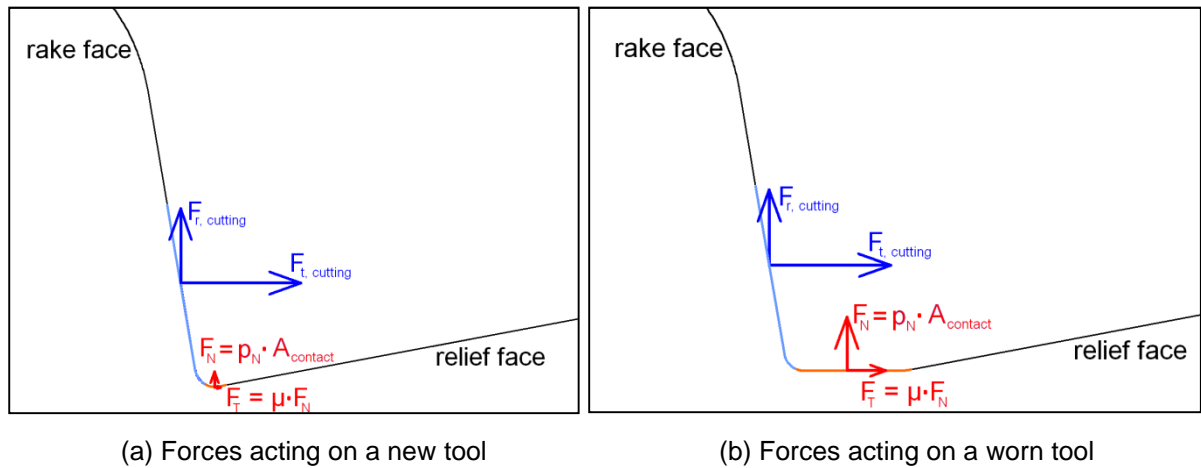 rake face
F_r, cutting
F_t, cutting
F_N = p_N · A_contact
relief face
F_T = μ·F_N
(a) Forces acting on a new tool
rake face
F_r, cutting
F_t, cutting
F_N = p_N · A_contact
relief face
F_T = μ·F_N
(b) Forces acting on a worn tool